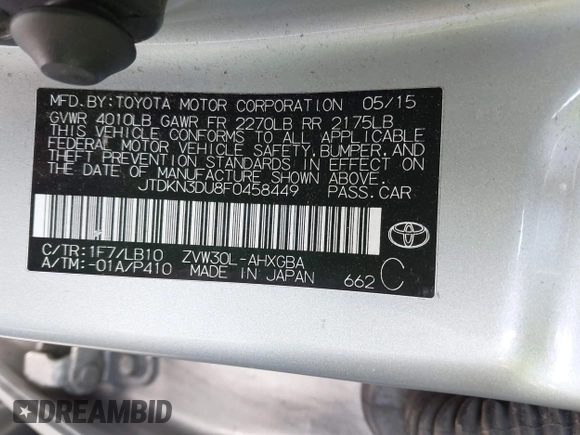 MFD. BY: TOYOTA MOTOR CORPORATION 05/15
GVWR 4010LB GAWR FR 2270LB RR 2175LB
THIS VEHICLE CONFORMS TO ALL APPLICABLE
FEDERAL MOTOR VEHICLE SAFETY, BUMPER, AND
THEFT PREVENTION STANDARDS IN EFFECT ON
THE DATE OF MANUFACTURE SHOWN ABOVE.
JTDKN3DU8F0458449 PASS. CAR
C/TR: 1F7/LB10 ZVW30L-AHXGBA
A/TM: -01A/P410 MADE IN JAPAN 662 C
DREAMBID